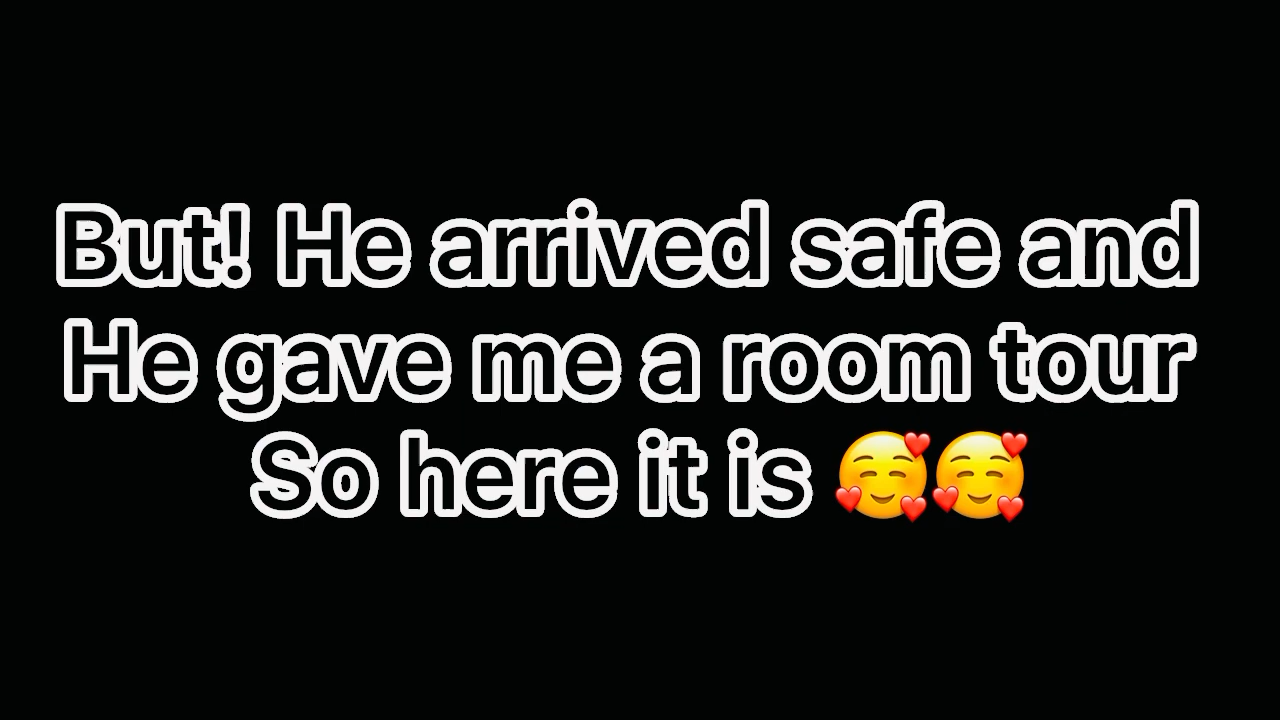 But! He arrived safe and
He gave me a room tour
So here it is 🥰🥰